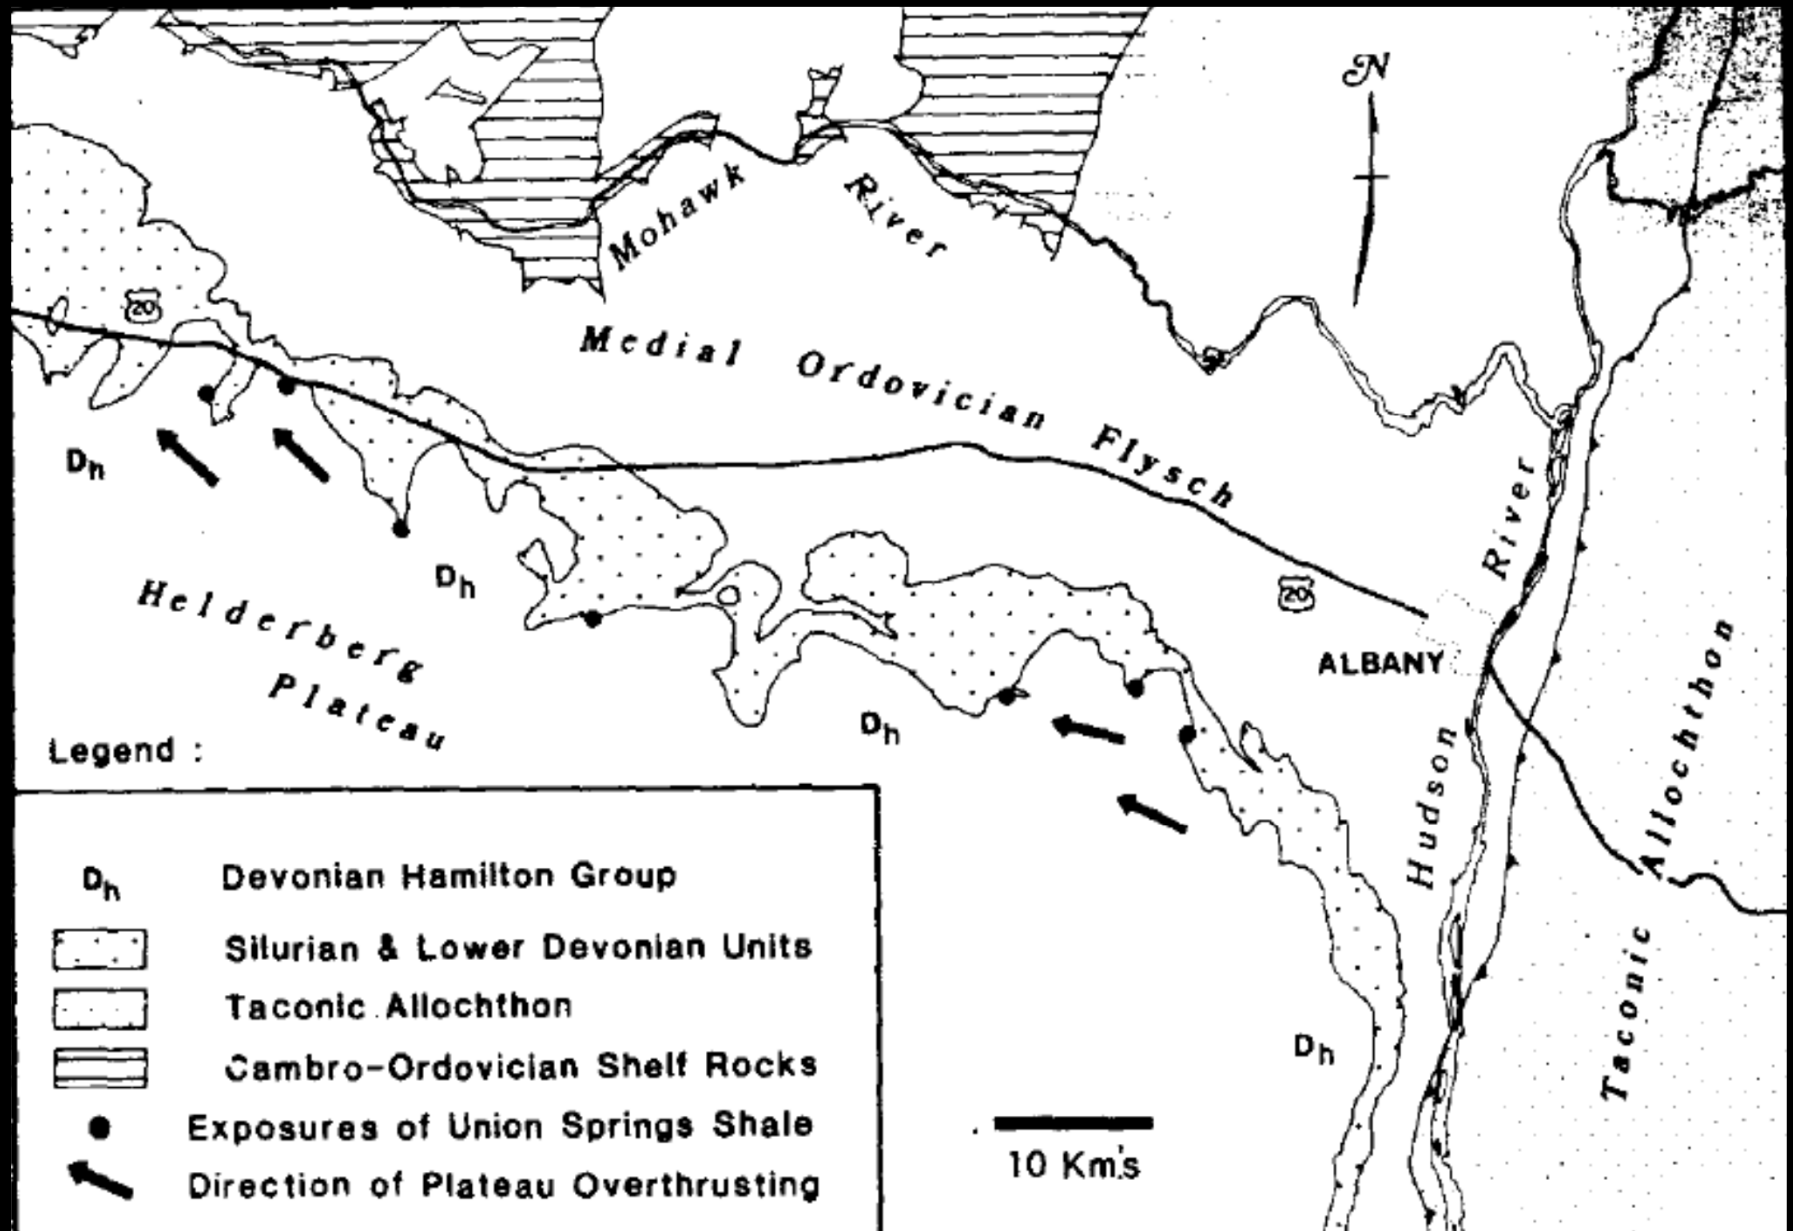 N
Mohawk
River
20
Medial Ordovician Flysch
Dh
Dh
River
Helderberg
Plateau
20
ALBANY
Dh
Hudson
Taconic Allochthon
Dh
Legend :
Dh Devonian Hamilton Group
Silurian & Lower Devonian Units
Taconic Allochthon
Cambro-Ordovician Shelf Rocks
Exposures of Union Springs Shale
Direction of Plateau Overthrusting
10 Km's